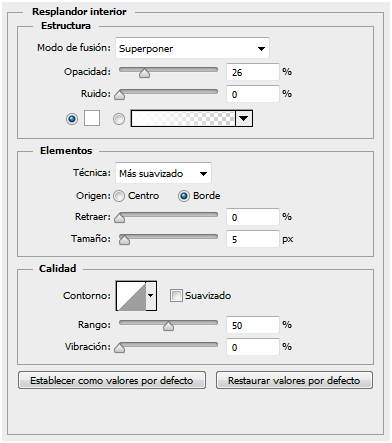 Resplandor interior
Estructura
Modo de fusión: Superponer
Opacidad: 26 %
Ruido: 0 %
Elementos
Técnica: Más suavizado
Origen: Centro Borde
Retraer: 0 %
Tamaño: 5 px
Calidad
Contorno: Suavizado
Rango: 50 %
Vibración: 0 %
Establecer como valores por defecto Restaurar valores por defecto